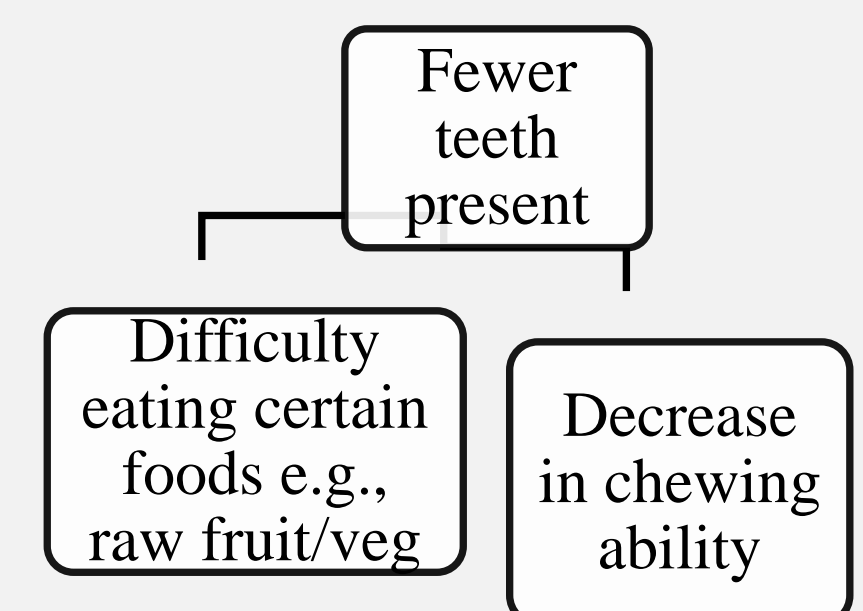 Fewer
teeth
present
Difficulty
eating certain
foods e.g.,
raw fruit/veg
Decrease
in chewing
ability